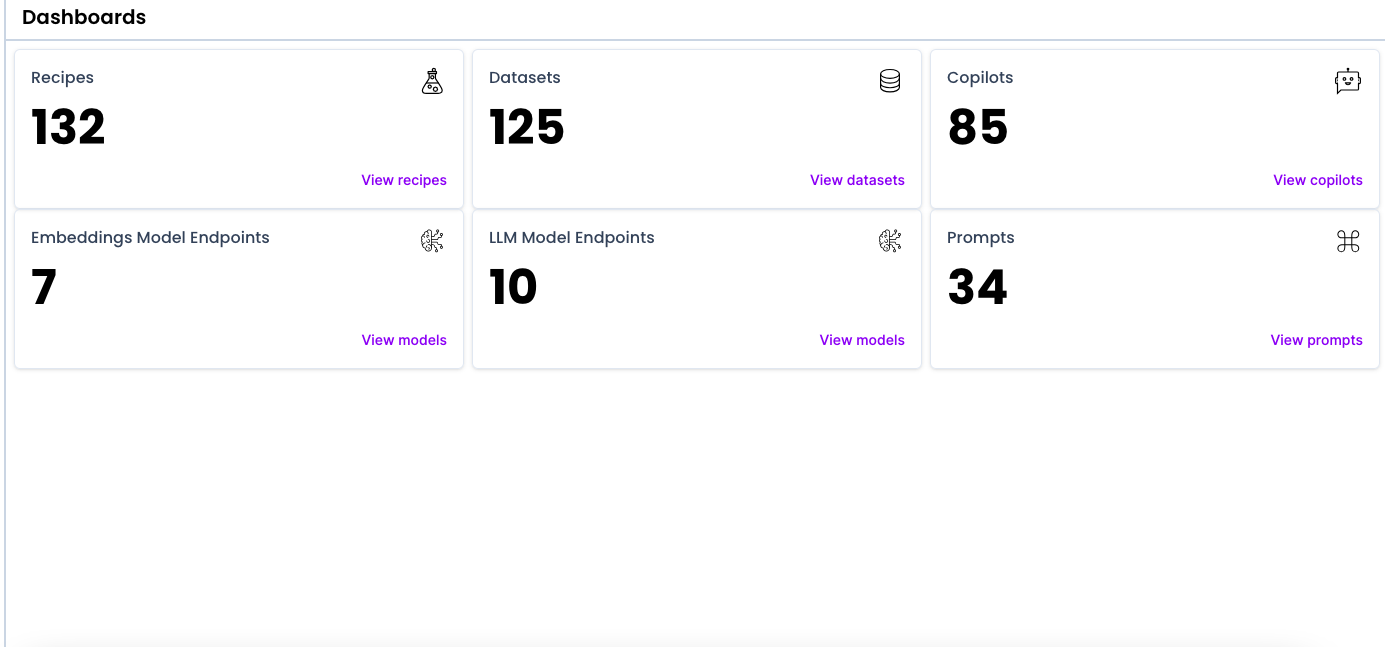 Dashboards
Recipes
132
View recipes
Datasets
125
View datasets
Copilots
85
View copilots
Embeddings Model Endpoints
7
View models
LLM Model Endpoints
10
View models
Prompts
34
View prompts